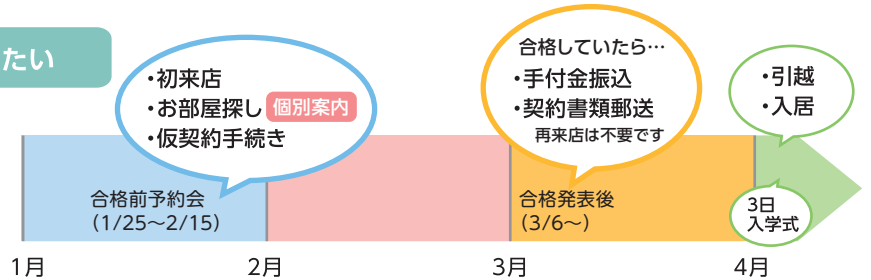 たい
・初来店
・お部屋探し 個別案内
・仮契約手続き
合格していたら…
・手付金振込
・契約書類郵送
再来店は不要です
・引越
・入居
合格前予約会
（1/25〜2/15）
合格発表後
（3/6〜）
3日
入学式
1月
2月
3月
4月